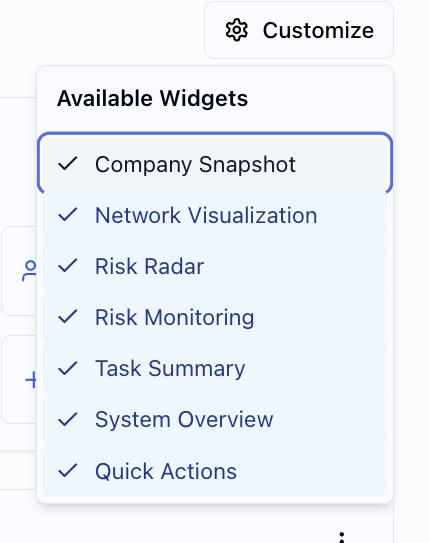 Customize
Available Widgets
Company Snapshot
Network Visualization
Risk Radar
Risk Monitoring
Task Summary
System Overview
Quick Actions